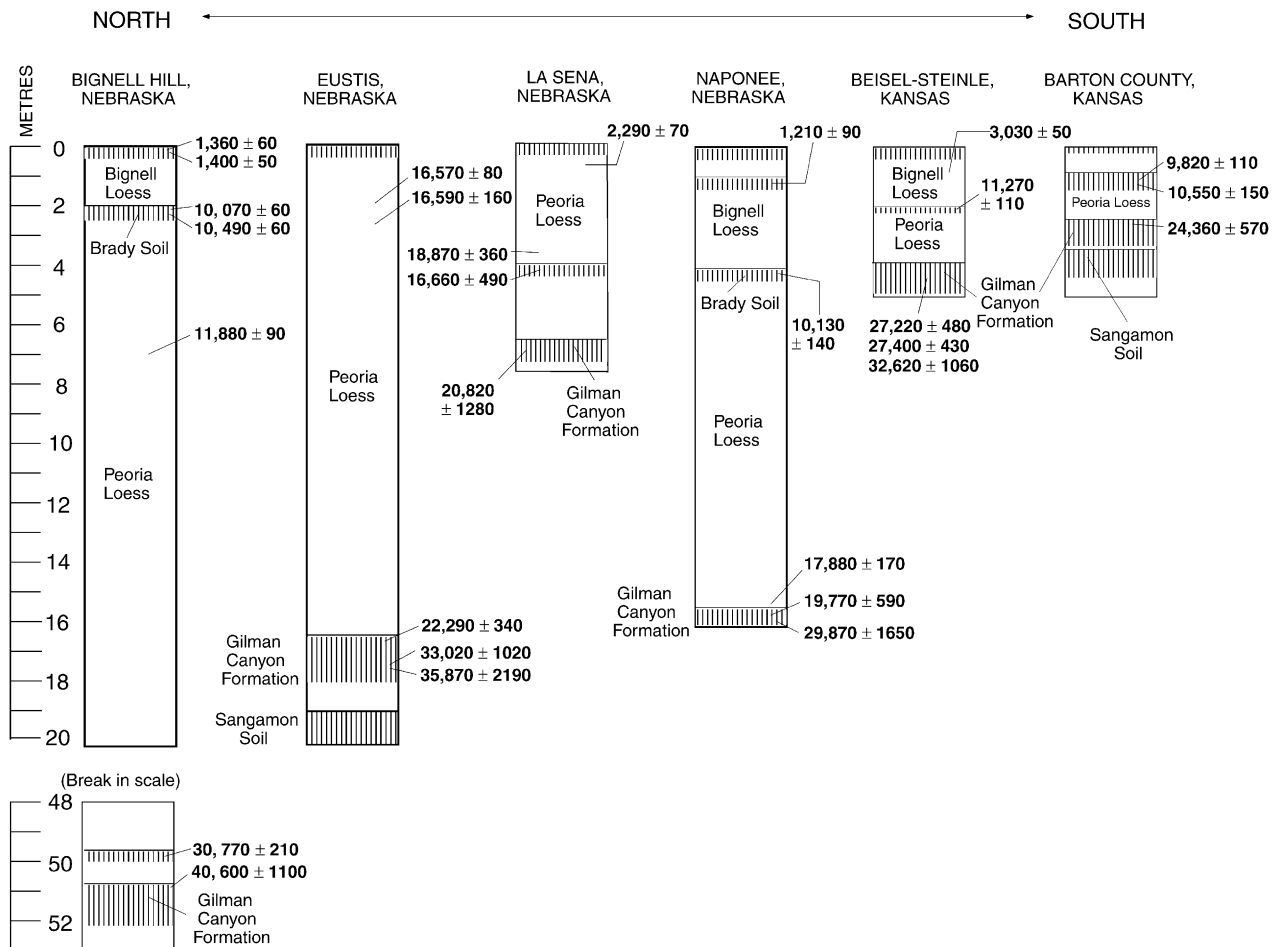 NORTH
SOUTH
METRES
BIGNELL HILL,
NEBRASKA
EUSTIS,
NEBRASKA
LA SENA,
NEBRASKA
NAPONEE,
NEBRASKA
BEISEL-STEINLE,
KANSAS
BARTON COUNTY,
KANSAS
0
2
4
6
8
10
12
14
16
18
20
(Break in scale)
48
50
52
1,360 ± 60
1,400 ± 50
Bignell
Loess
10, 070 ± 60
10, 490 ± 60
Brady Soil
11,880 ± 90
Peoria
Loess
30, 770 ± 210
40, 600 ± 1100
Gilman
Canyon
Formation
16,570 ± 80
16,590 ± 160
Peoria
Loess
Gilman
Canyon
Formation
22,290 ± 340
33,020 ± 1020
35,870 ± 2190
Sangamon
Soil
2,290 ± 70
Peoria
Loess
18,870 ± 360
16,660 ± 490
20,820
± 1280
Gilman
Canyon
Formation
1,210 ± 90
Bignell
Loess
Brady Soil
10,130
± 140
Peoria
Loess
17,880 ± 170
Gilman
Canyon
Formation
19,770 ± 590
29,870 ± 1650
3,030 ± 50
Bignell
Loess
11,270
± 110
Peoria
Loess
27,220 ± 480
27,400 ± 430
32,620 ± 1060
Gilman
Canyon
Formation
9,820 ± 110
10,550 ± 150
Peoria Loess
24,360 ± 570
Sangamon
Soil